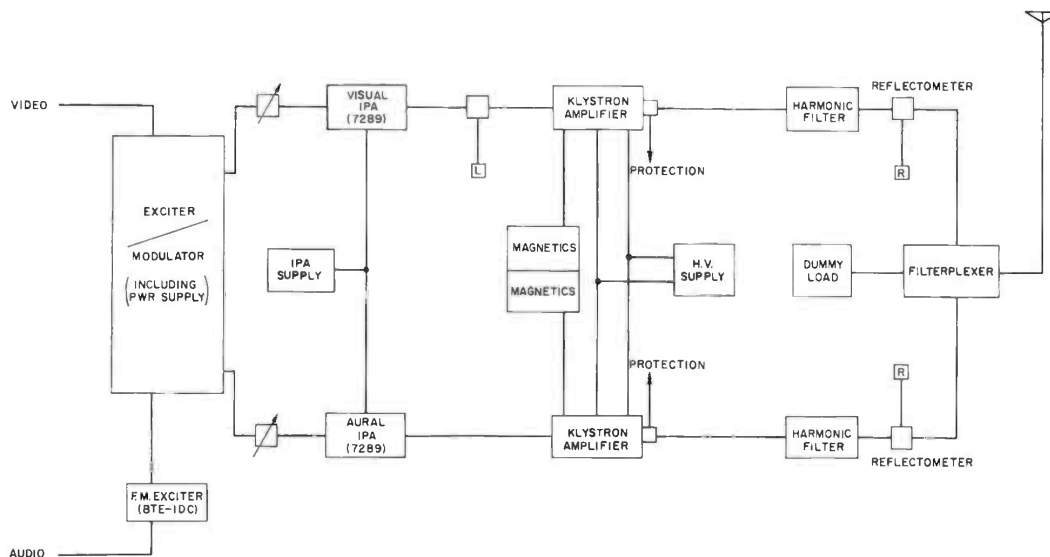 VIDEO
EXCITER
MODULATOR
(INCLUDING
PWR SUPPLY)
F.M. EXCITER
(BTE-1DC)
AUDIO
VISUAL
IPA
(7289)
IPA
SUPPLY
AURAL
IPA
(7289)
L
KLYSTRON
AMPLIFIER
PROTECTION
MAGNETICS
MAGNETICS
H.V.
SUPPLY
PROTECTION
KLYSTRON
AMPLIFIER
HARMONIC
FILTER
REFLECTOMETER
R
DUMMY
LOAD
FILTERPLEXER
R
HARMONIC
FILTER
REFLECTOMETER